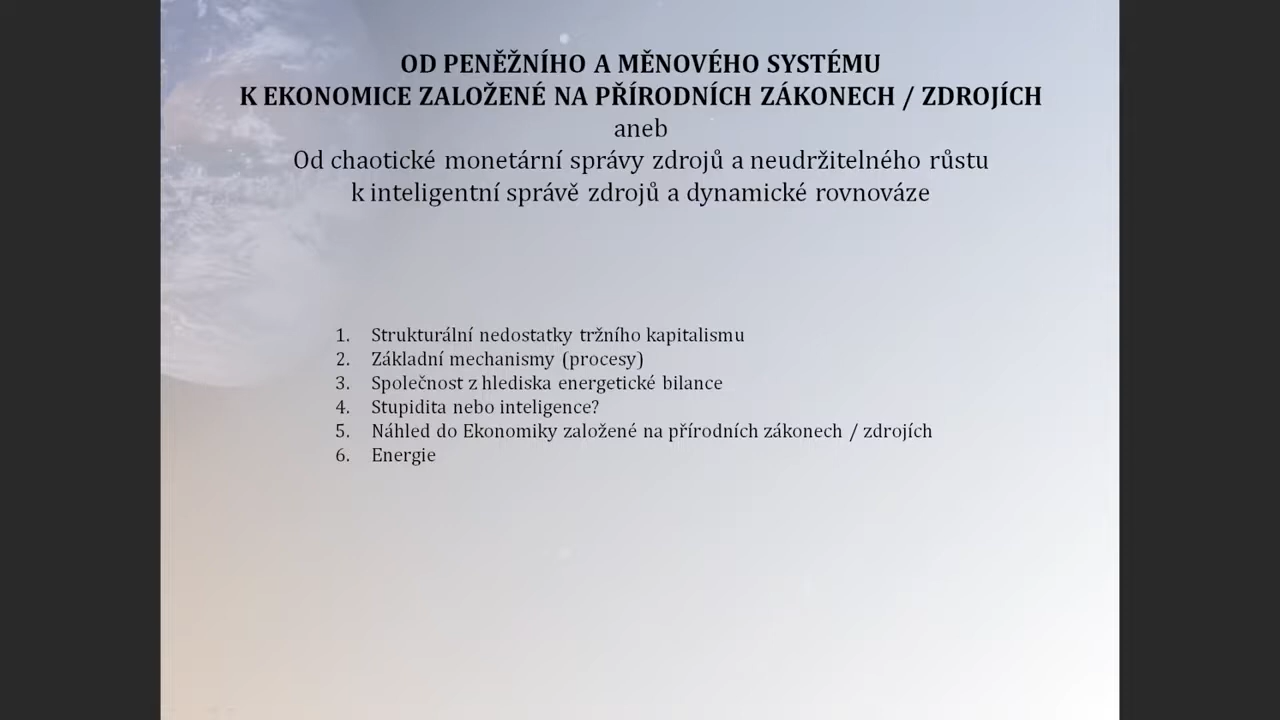 OD PENĚŽNÍHO A MĚNOVÉHO SYSTÉMU
K EKONOMICE ZALOŽENÉ NA PŘÍRODNÍCH ZÁKONECH / ZDROJÍCH
aneb
Od chaotické monetární správy zdrojů a neudržitelného růstu
k inteligentní správě zdrojů a dynamické rovnováze
1. Strukturální nedostatky tržního kapitalismu
2. Základní mechanismy (procesy)
3. Společnost z hlediska energetické bilance
4. Stupidita nebo inteligence?
5. Náhled do Ekonomiky založené na přírodních zákonech / zdrojích
6. Energie